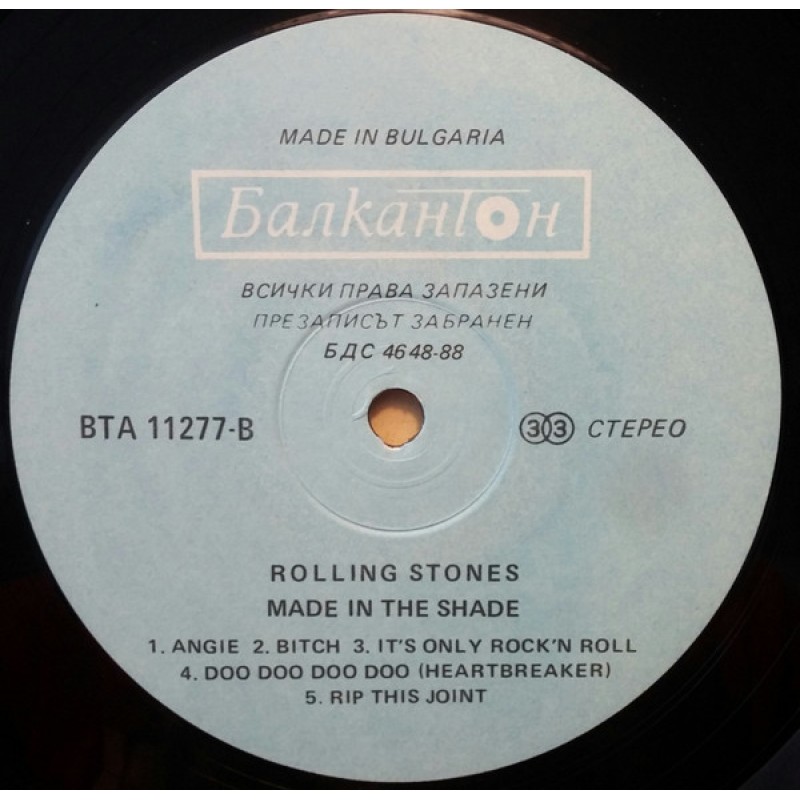 MADE IN BULGARIA
Балкантон
ВСИЧКИ ПРАВА ЗАПАЗЕНИ
ПРЕЗАПИСЪТ ЗАБРАНЕН
БДС 4648-88
ВТА 11277-В
33 СТЕРЕО
ROLLING STONES
MADE IN THE SHADE
1. ANGIE 2. BITCH 3. IT'S ONLY ROCK'N ROLL
4. DOO DOO DOO DOO (HEARTBREAKER)
5. RIP THIS JOINT